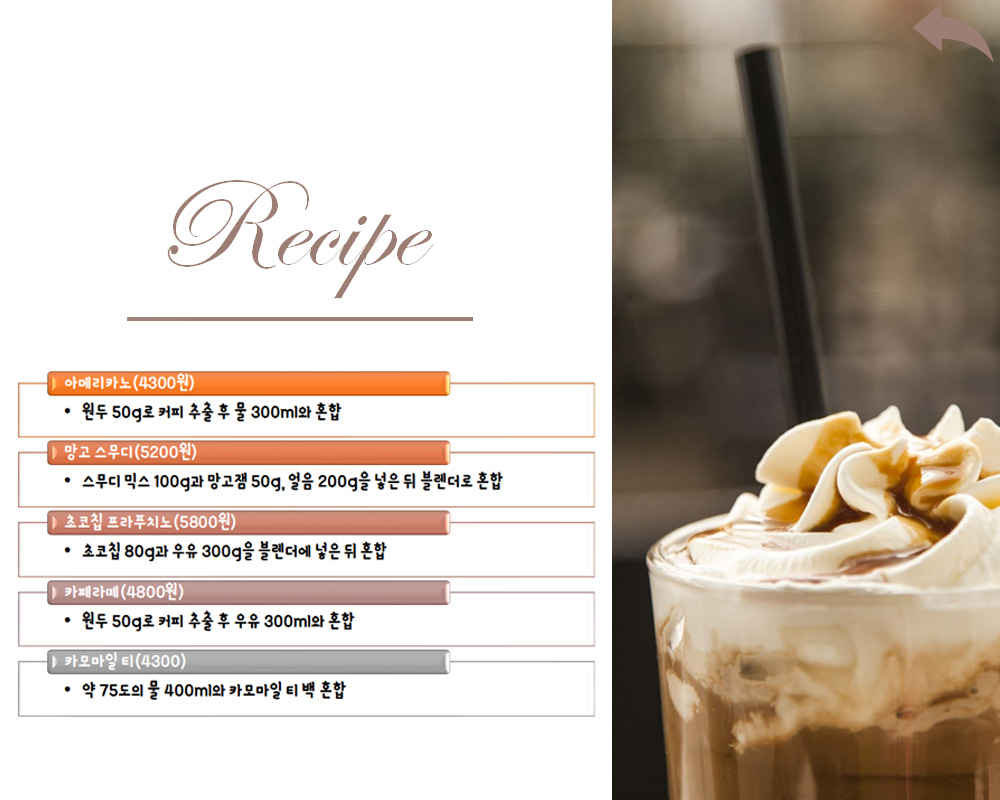 Recipe
아메리카노(4300원)
• 원두 50g로 커피 추출 후 물 300ml와 혼합
망고 스무디(5200원)
• 스무디 믹스 100g과 망고잼 50g, 얼음 200g을 넣은 뒤 블렌더로 혼합
초코칩 프라푸치노(5800원)
• 초코칩 80g과 우유 300g을 블렌더에 넣은 뒤 혼합
카페라떼(4800원)
• 원두 50g로 커피 추출 후 우유 300ml와 혼합
카모마일 티(4300)
• 약 75도의 물 400ml와 카모마일 티 백 혼합